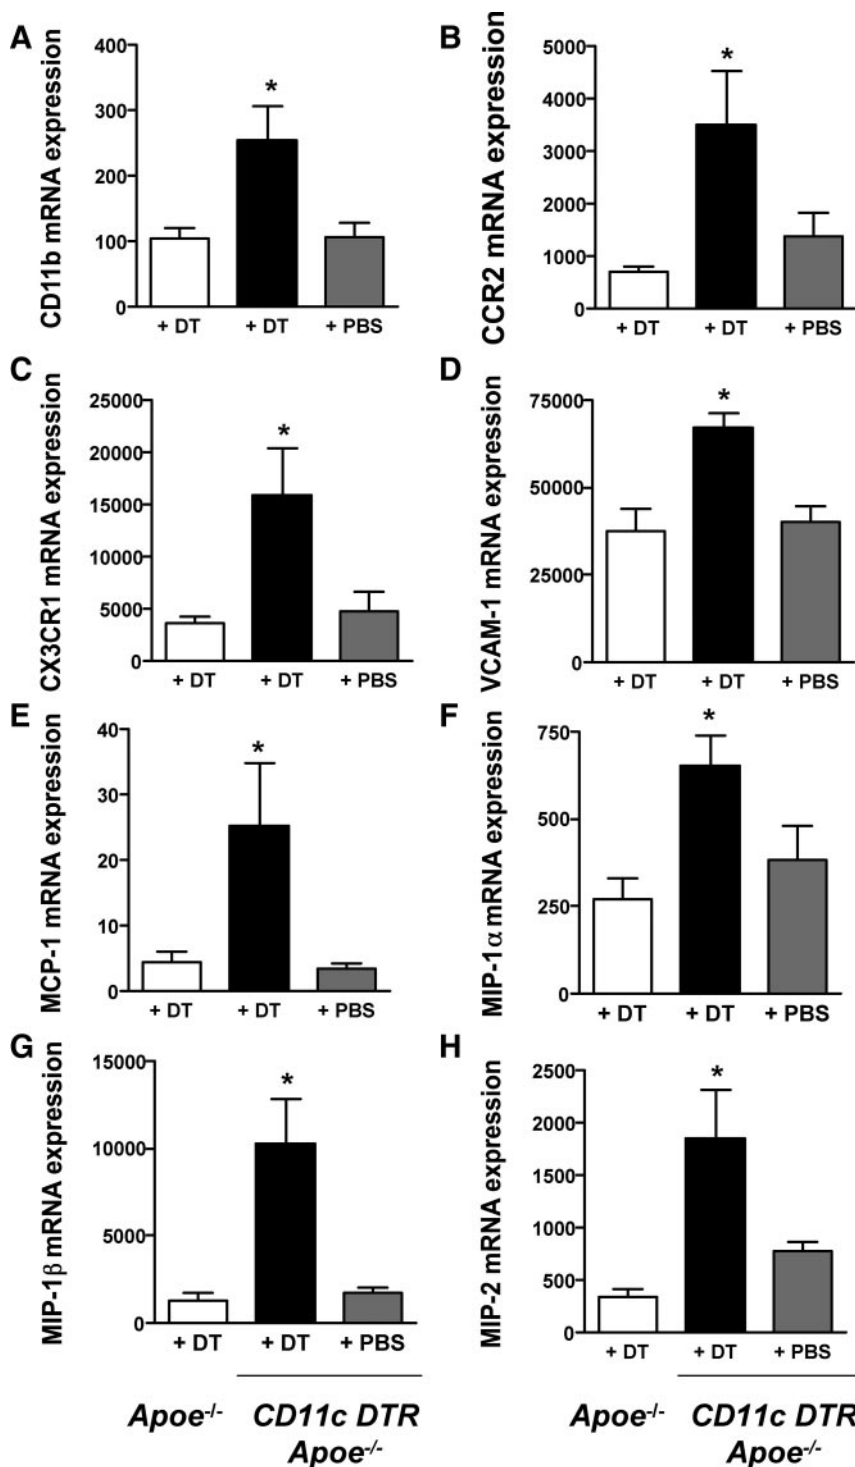 A
CD11b mRNA expression
400
300
200
100
0
*
+ DT
+ DT
+ PBS
B
CCR2 mRNA expression
5000
4000
3000
2000
1000
0
*
+ DT
+ DT
+ PBS
C
CX3CR1 mRNA expression
25000
20000
15000
10000
5000
0
*
+ DT
+ DT
+ PBS
D
VCAM-1 mRNA expression
75000
50000
25000
0
*
+ DT
+ DT
+ PBS
E
MCP-1 mRNA expression
40
30
20
10
0
*
+ DT
+ DT
+ PBS
F
MIP-1α mRNA expression
750
500
250
0
*
+ DT
+ DT
+ PBS
G
MIP-1β mRNA expression
15000
10000
5000
0
*
+ DT
+ DT
+ PBS
H
MIP-2 mRNA expression
2500
2000
1500
1000
500
0
*
+ DT
+ DT
+ PBS
Apoe-/-
CD11c DTR
Apoe-/-
Apoe-/-
CD11c DTR
Apoe-/-